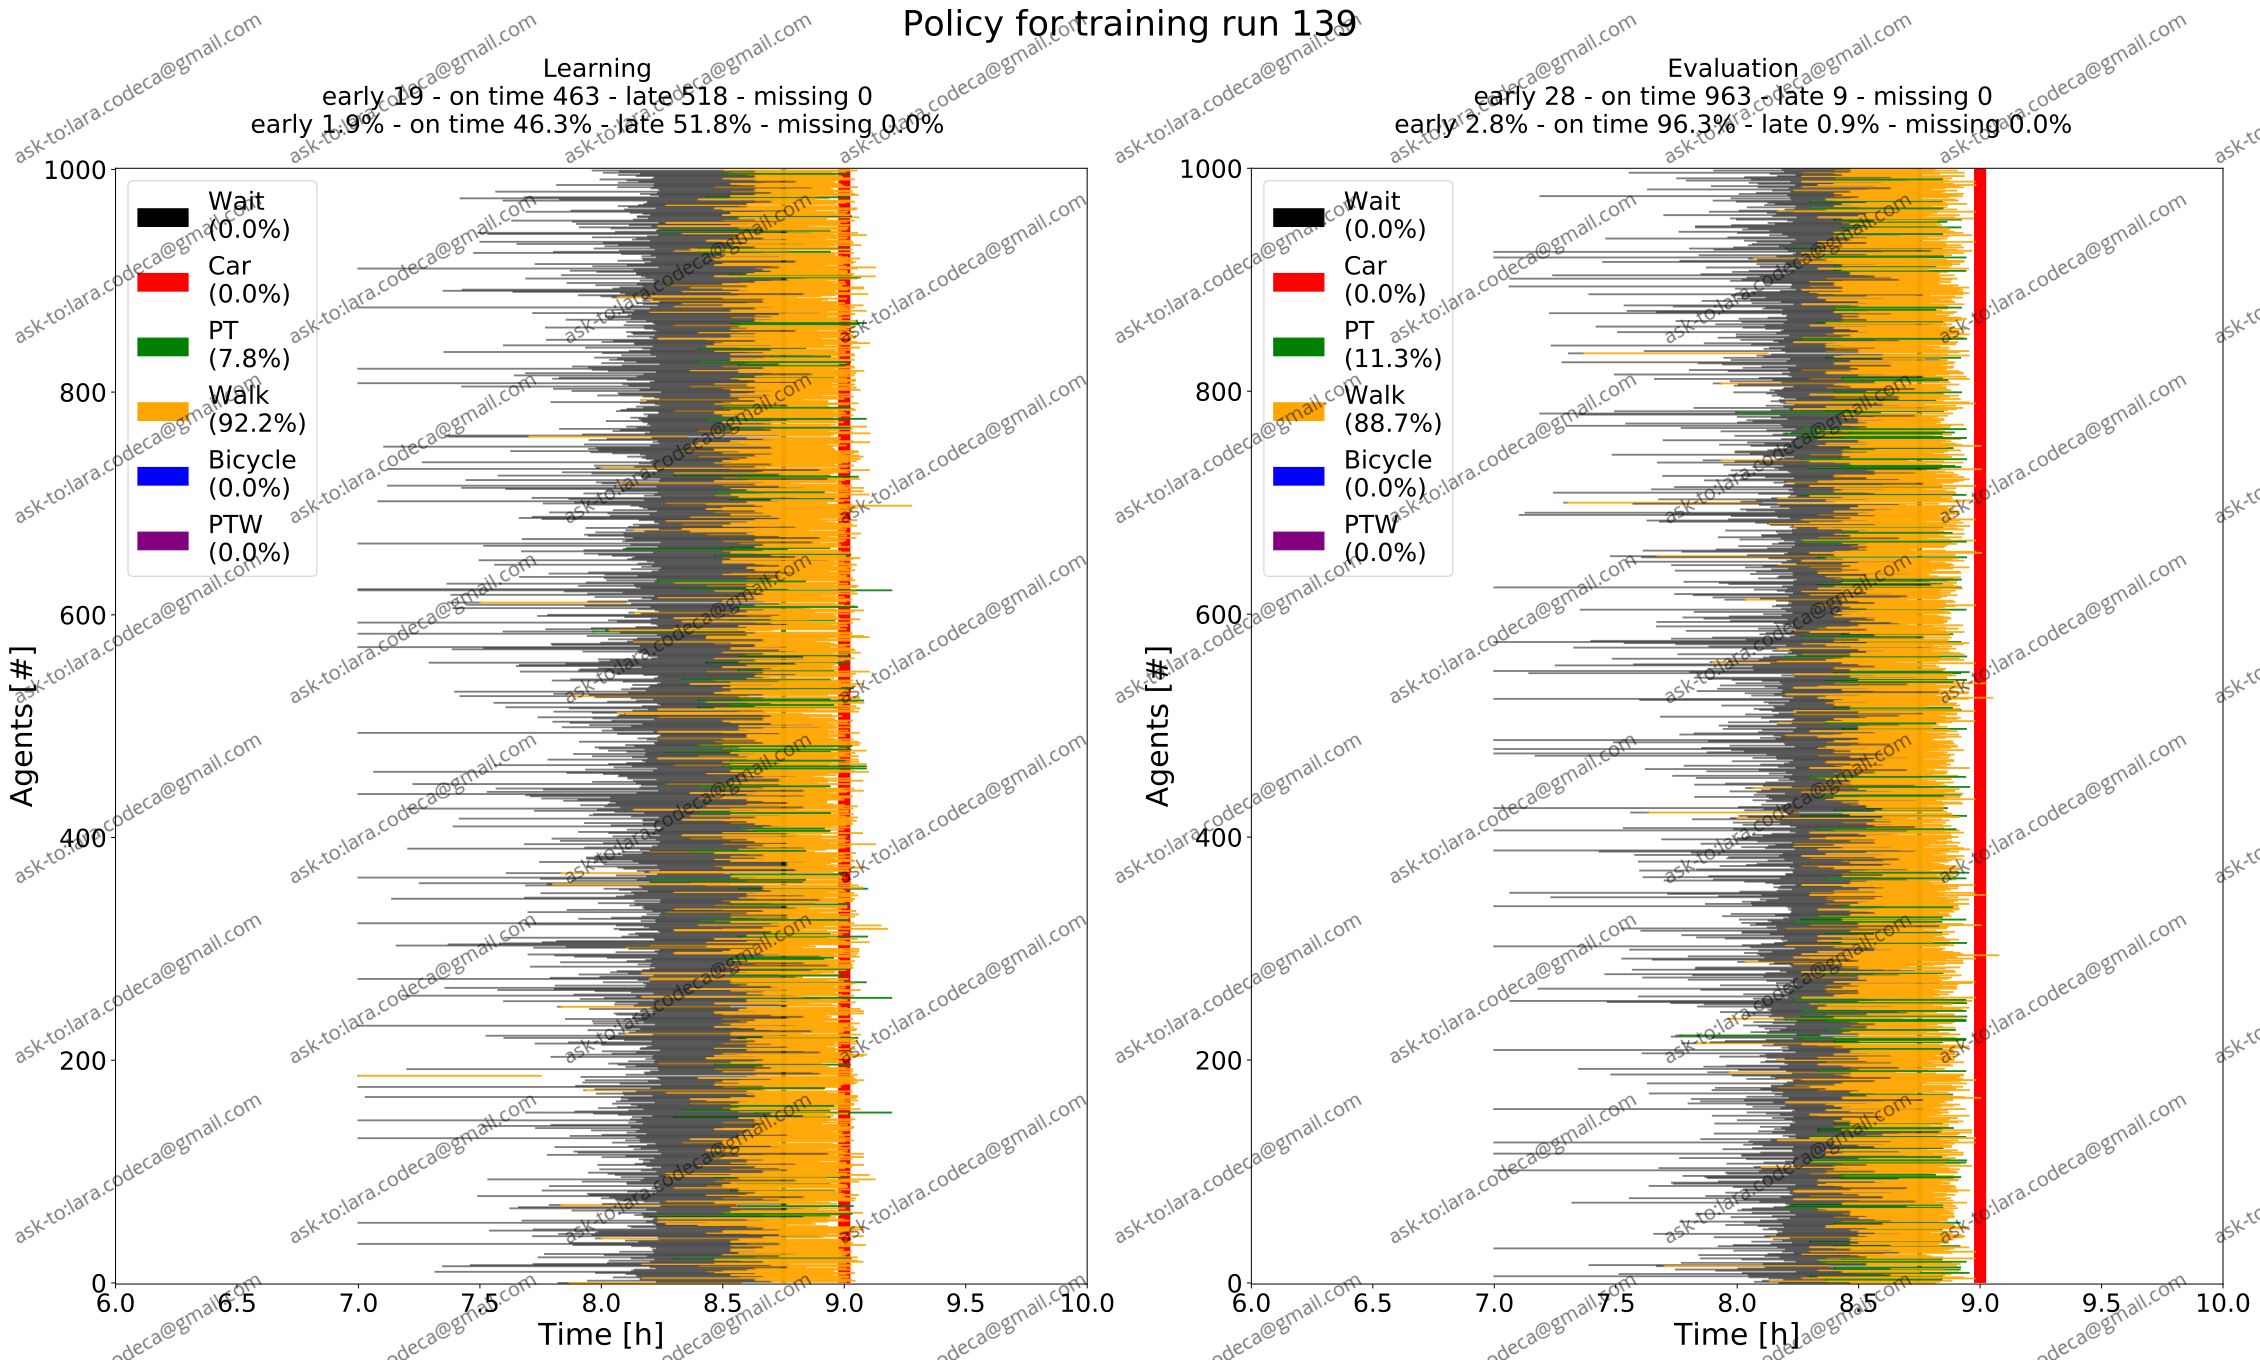 Policy for training run 139
Learning
early 19 - on time 463 - late 518 - missing 0
early 1.9% - on time 46.3% - late 51.8% - missing 0.0%
Wait
(0.0%)
Car
(0.0%)
PT
(7.8%)
Walk
(92.2%)
Bicycle
(0.0%)
PTW
(0.0%)
Agents [#]
1000
800
600
400
200
0
6.0 6.5 7.0 7.5 8.0 8.5 9.0 9.5 10.0
Time [h]
Evaluation
early 28 - on time 963 - late 9 - missing 0
early 2.8% - on time 96.3% - late 0.9% - missing 0.0%
Wait
(0.0%)
Car
(0.0%)
PT
(11.3%)
Walk
(88.7%)
Bicycle
(0.0%)
PTW
(0.0%)
Agents [#]
1000
800
600
400
200
0
6.0 6.5 7.0 7.5 8.0 8.5 9.0 9.5 10.0
Time [h]
ask-to:lara.codeca@gmail.com